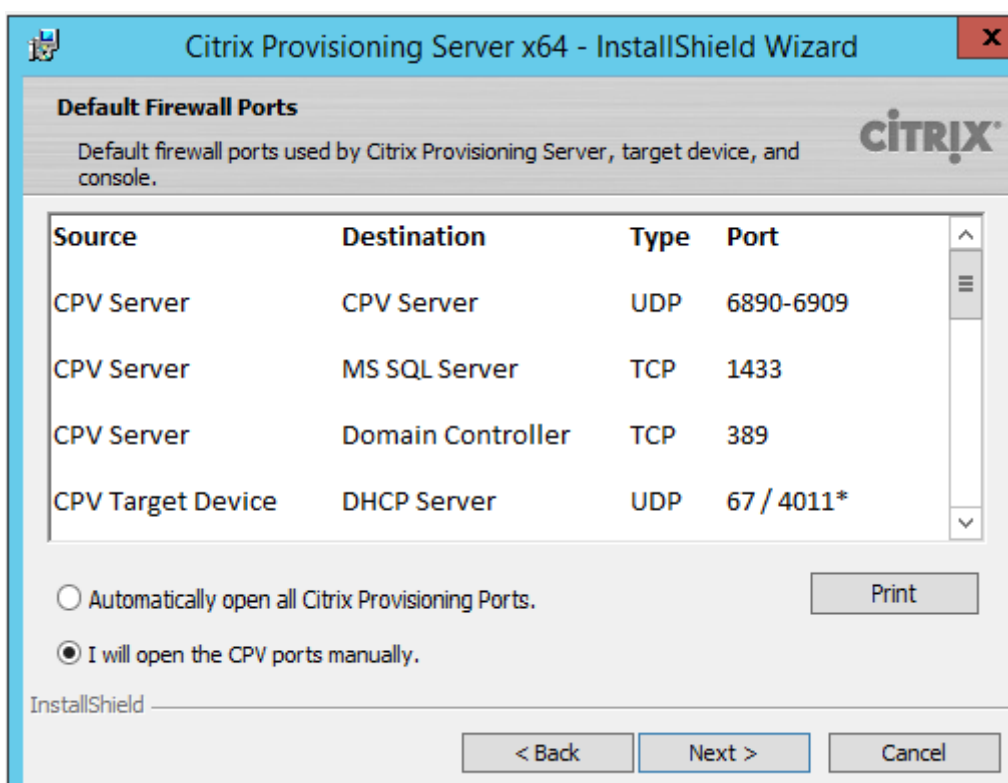 Citrix Provisioning Server x64 - InstallShield Wizard
x
Default Firewall Ports
Default firewall ports used by Citrix Provisioning Server, target device, and
console.
CİTRIX
Source Destination Type Port
CPV Server CPV Server UDP 6890-6909
CPV Server MS SQL Server TCP 1433
CPV Server Domain Controller TCP 389
CPV Target Device DHCP Server UDP 67 / 4011*
Automatically open all Citrix Provisioning Ports.
Print
I will open the CPV ports manually.
InstallShield
< Back Next > Cancel